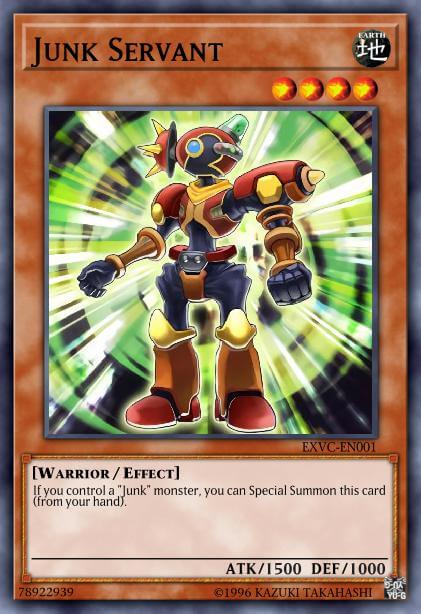 Junk Servant
EARTH
地
EXVC-EN001
[Warrior / Effect]
If you control a "Junk" monster, you can Special Summon this card
(from your hand).
ATK/1500 DEF/1000
78922939
©1996 KAZUKI TAKAHASHI